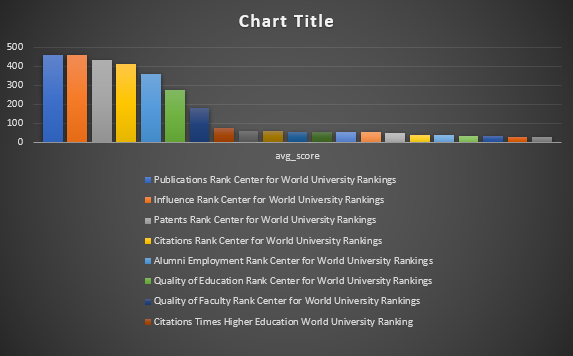 Chart Title
500
400
300
200
100
0
avg_score
Publications Rank Center for World University Rankings
Influence Rank Center for World University Rankings
Patents Rank Center for World University Rankings
Citations Rank Center for World University Rankings
Alumni Employment Rank Center for World University Rankings
Quality of Education Rank Center for World University Rankings
Quality of Faculty Rank Center for World University Rankings
Citations Times Higher Education World University Ranking